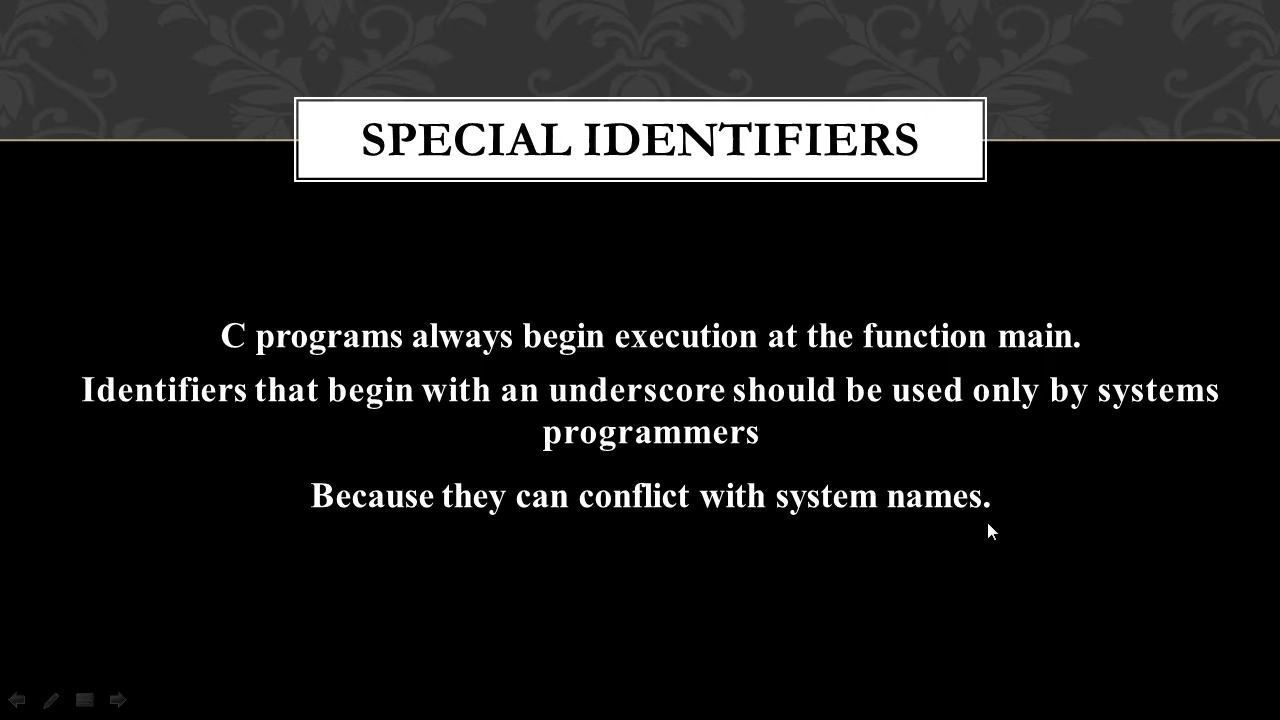 SPECIAL IDENTIFIERS
C programs always begin execution at the function main.
Identifiers that begin with an underscore should be used only by systems
programmers
Because they can conflict with system names.